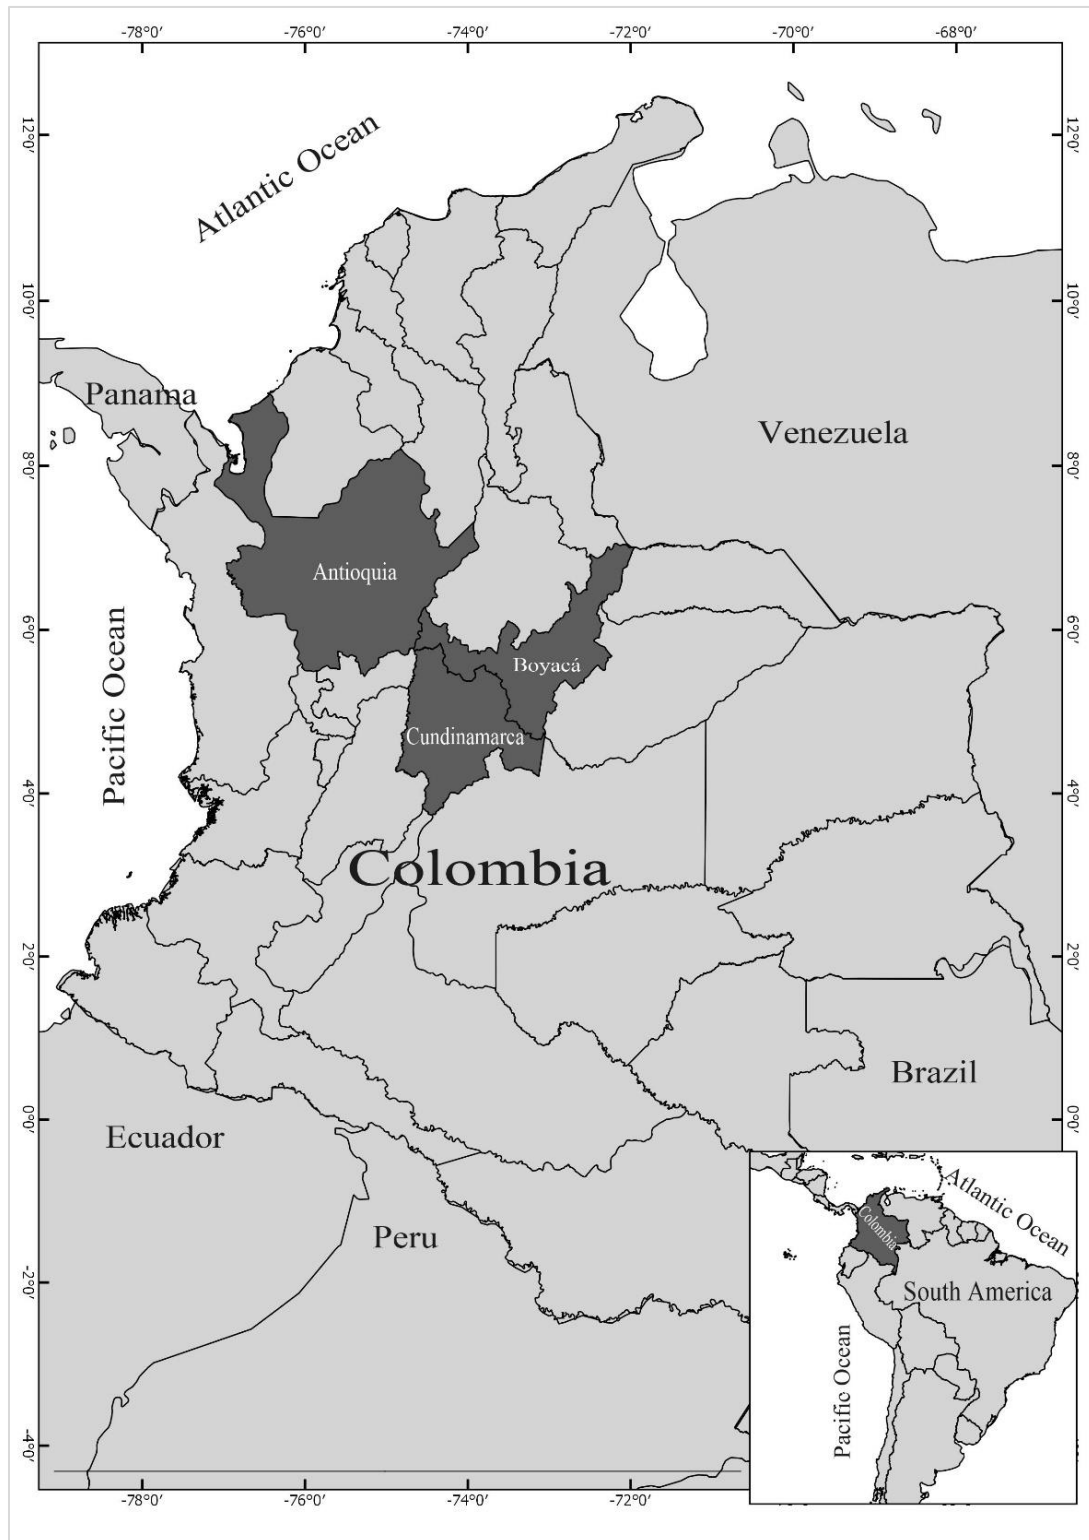 -78°0′ -76°0′ -74°0′ -72°0′ -70°0′ -68°0′
12°0′ 12°0′
Atlantic Ocean
10°0′ 10°0′
Panama
Venezuela
8°0′ 8°0′
Antioquia
6°0′ 6°0′
Boyacá
Pacific Ocean
Cundinamarca
4°0′ 4°0′
Colombia
2°0′ 2°0′
Brazil
0°0′ 0°0′
Ecuador
Atlantic Ocean
Colombia
Peru
-2°0′
South America
Pacific Ocean
-4°0′
-78°0′ -76°0′ -74°0′ -72°0′